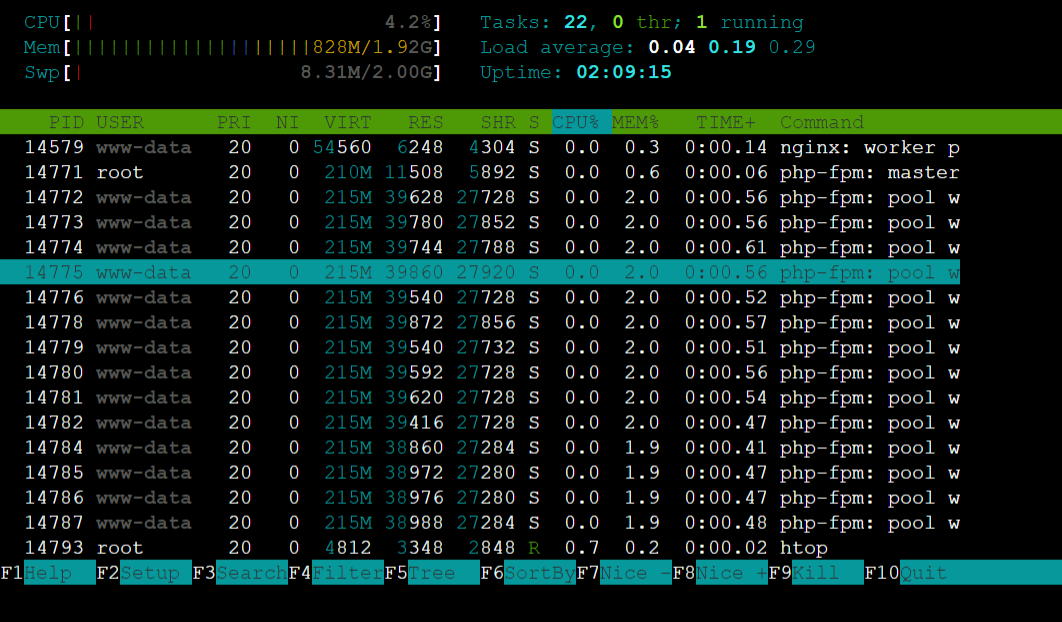 CPU[|| 4.2%] Tasks: 22, 0 thr; 1 running
Mem[||||||||||||||||||||828M/1.92G] Load average: 0.04 0.19 0.29
Swp[| 8.31M/2.00G] Uptime: 02:09:15
PID USER PRI NI VIRT RES SHR S CPU% MEM% TIME+ Command
14579 www-data 20 0 54560 6248 4304 S 0.0 0.3 0:00.14 nginx: worker p
14771 root 20 0 210M 11508 5892 S 0.0 0.6 0:00.06 php-fpm: master
14772 www-data 20 0 215M 39628 27728 S 0.0 2.0 0:00.56 php-fpm: pool w
14773 www-data 20 0 215M 39780 27852 S 0.0 2.0 0:00.56 php-fpm: pool w
14774 www-data 20 0 215M 39744 27788 S 0.0 2.0 0:00.61 php-fpm: pool w
14775 www-data 20 0 215M 39860 27920 S 0.0 2.0 0:00.56 php-fpm: pool w
14776 www-data 20 0 215M 39540 27728 S 0.0 2.0 0:00.52 php-fpm: pool w
14778 www-data 20 0 215M 39872 27856 S 0.0 2.0 0:00.57 php-fpm: pool w
14779 www-data 20 0 215M 39540 27732 S 0.0 2.0 0:00.51 php-fpm: pool w
14780 www-data 20 0 215M 39592 27728 S 0.0 2.0 0:00.56 php-fpm: pool w
14781 www-data 20 0 215M 39620 27728 S 0.0 2.0 0:00.54 php-fpm: pool w
14782 www-data 20 0 215M 39416 27728 S 0.0 2.0 0:00.47 php-fpm: pool w
14784 www-data 20 0 215M 38860 27284 S 0.0 1.9 0:00.41 php-fpm: pool w
14785 www-data 20 0 215M 38972 27280 S 0.0 1.9 0:00.47 php-fpm: pool w
14786 www-data 20 0 215M 38976 27280 S 0.0 1.9 0:00.47 php-fpm: pool w
14787 www-data 20 0 215M 38988 27284 S 0.0 1.9 0:00.48 php-fpm: pool w
14793 root 20 0 4812 3348 2848 R 0.7 0.2 0:00.02 htop
F1Help F2Setup F3SearchF4FilterF5Tree F6SortByF7Nice -F8Nice +F9Kill F10Quit